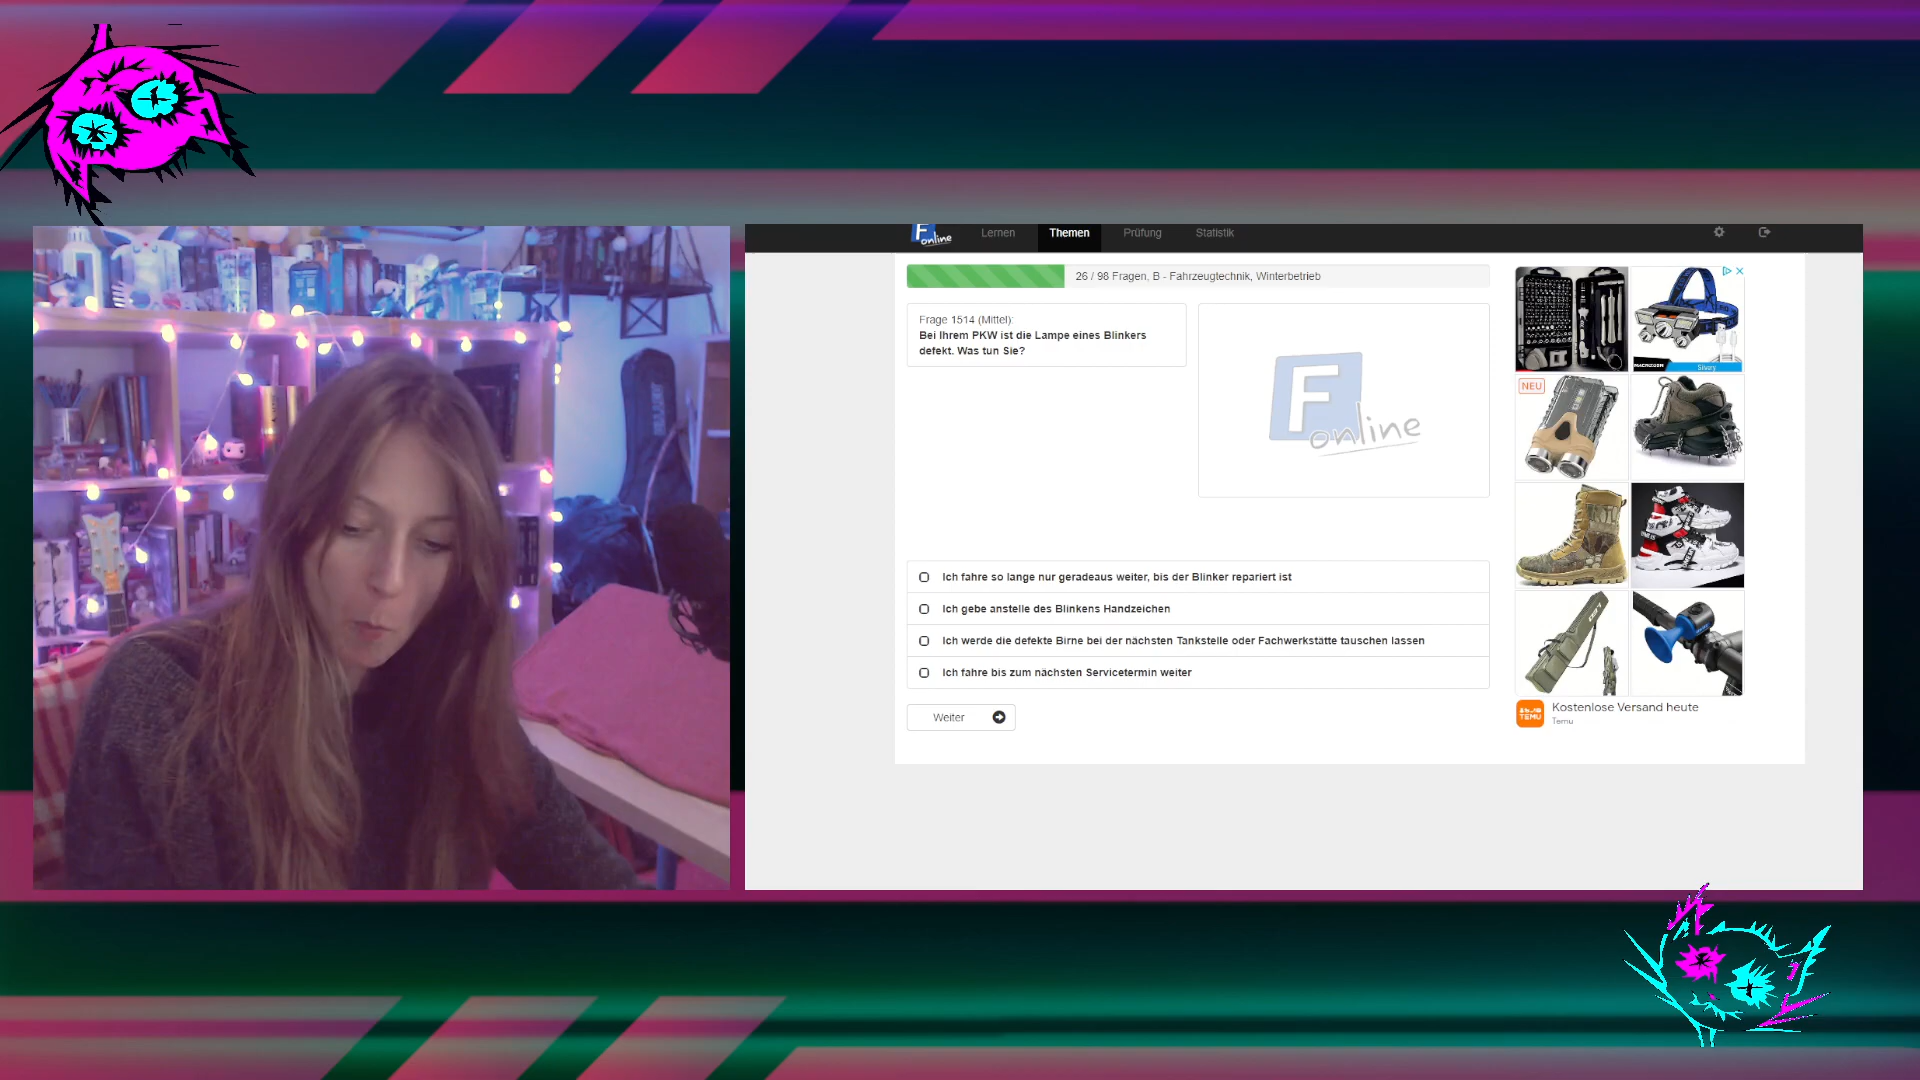 F online
Lernen
Themen
Prüfung
Statistik
26 / 98 Fragen, B - Fahrzeugtechnik, Winterbetrieb
Frage 1514 (Mittel):
Bei Ihrem PKW ist die Lampe eines Blinkers
defekt. Was tun Sie?
F online
Ich fahre so lange nur geradeaus weiter, bis der Blinker repariert ist
Ich gebe anstelle des Blinkens Handzeichen
Ich werde die defekte Birne bei der nächsten Tankstelle oder Fachwerkstätte tauschen lassen
Ich fahre bis zum nächsten Servicetermin weiter
Weiter
NEU
TEMU
Kostenlose Versand heute
Temu